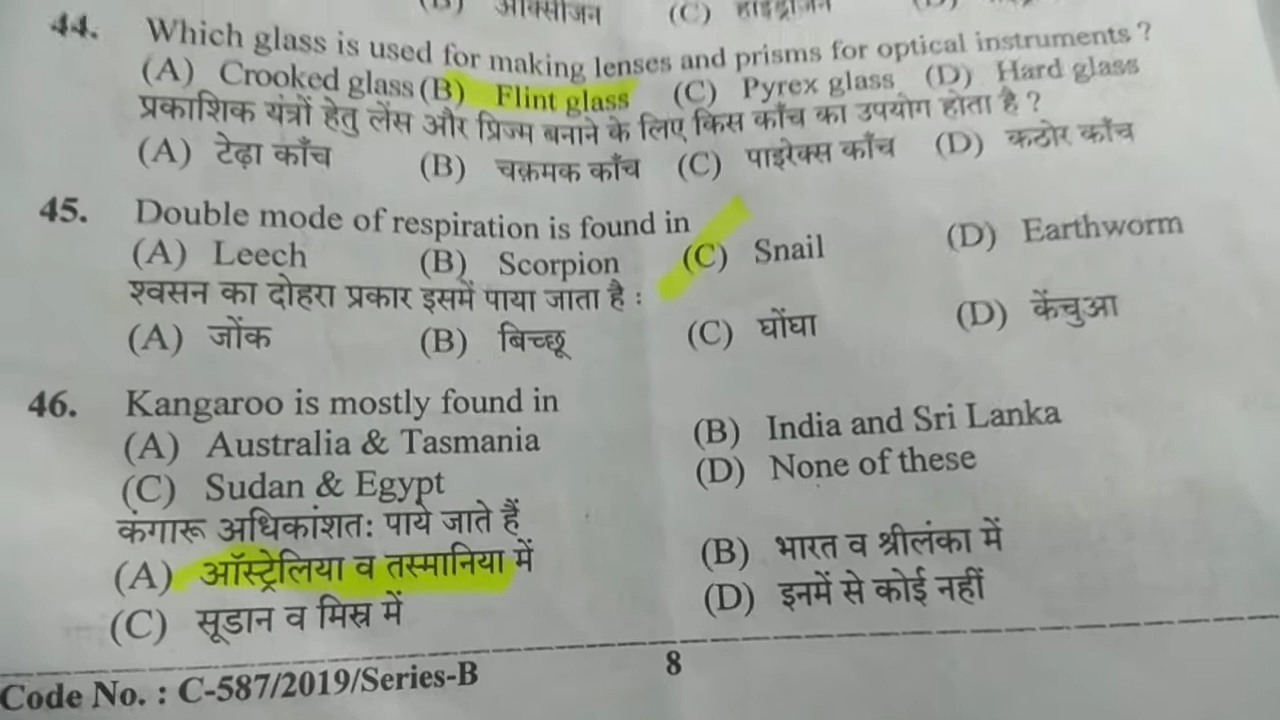 (B) ऑक्सीजन (C) हाइड्रोजन
44. Which glass is used for making lenses and prisms for optical instruments ?
(A) Crooked glass (B) Flint glass (C) Pyrex glass (D) Hard glass
प्रकाशिक यंत्रों हेतु लेंस और प्रिज्म बनाने के लिए किस काँच का उपयोग होता है ?
(A) टेढ़ा काँच (B) चक़मक काँच (C) पाइरेक्स काँच (D) कठोर काँच
45. Double mode of respiration is found in
(A) Leech (B) Scorpion (C) Snail (D) Earthworm
श्वसन का दोहरा प्रकार इसमें पाया जाता है :
(A) जोंक (B) बिच्छू (C) घोंघा (D) केंचुआ
46. Kangaroo is mostly found in
(A) Australia & Tasmania (B) India and Sri Lanka
(C) Sudan & Egypt (D) None of these
कंगारू अधिकांशत: पाये जाते हैं
(A) ऑस्ट्रेलिया व तस्मानिया में (B) भारत व श्रीलंका में
(C) सूडान व मिस्र में (D) इनमें से कोई नहीं
Code No. : C-587/2019/Series-B 8